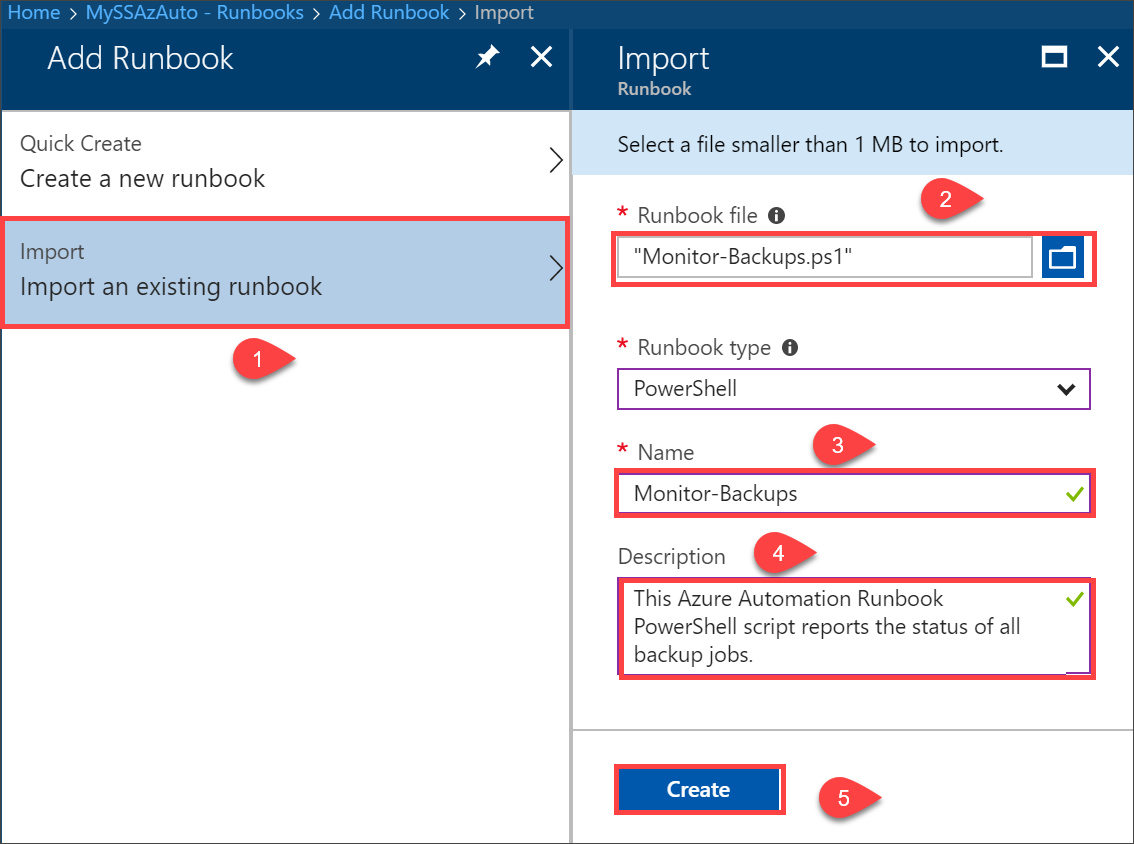 Home > MySSAzAuto - Runbooks > Add Runbook > Import
Add Runbook
Quick Create
Create a new runbook
Import
Import an existing runbook
1
Import
Runbook
Select a file smaller than 1 MB to import.
2
* Runbook file
"Monitor-Backups.ps1"
* Runbook type
PowerShell
3
* Name
Monitor-Backups
4
Description
This Azure Automation Runbook
PowerShell script reports the status of all
backup jobs.
Create
5